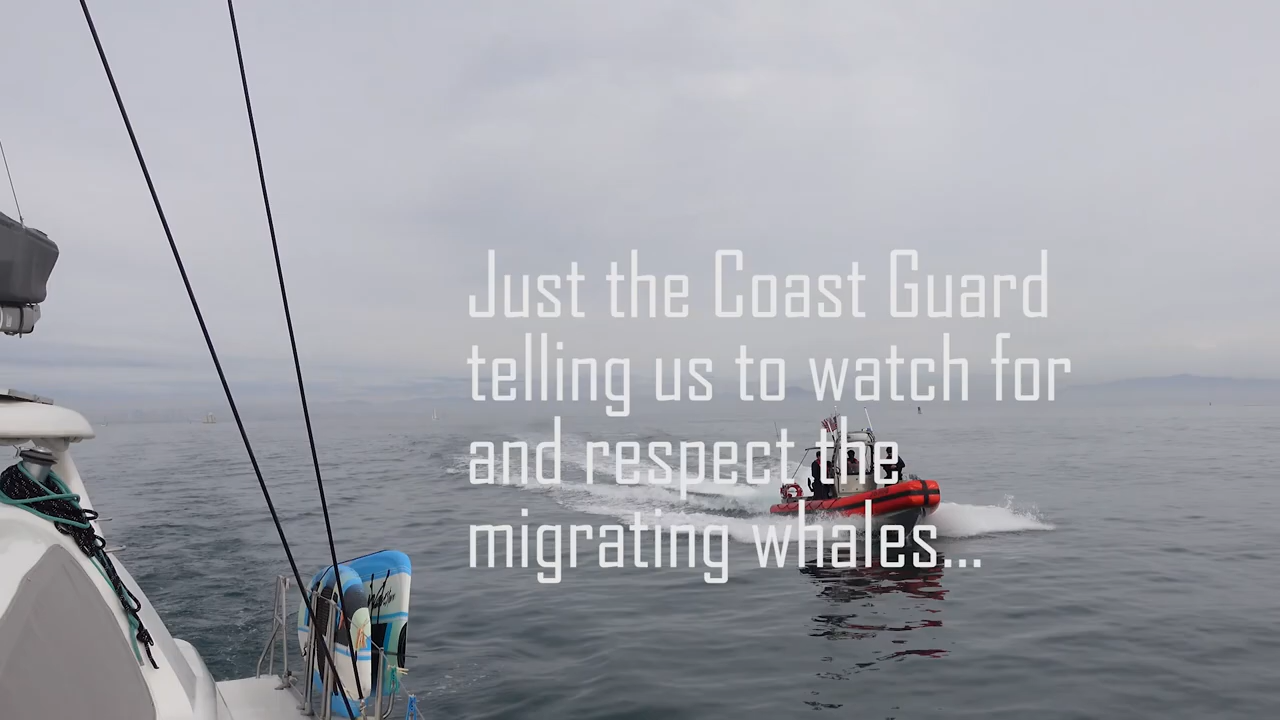 Just the Coast Guard
telling us to watch for
and respect the
migrating whales...